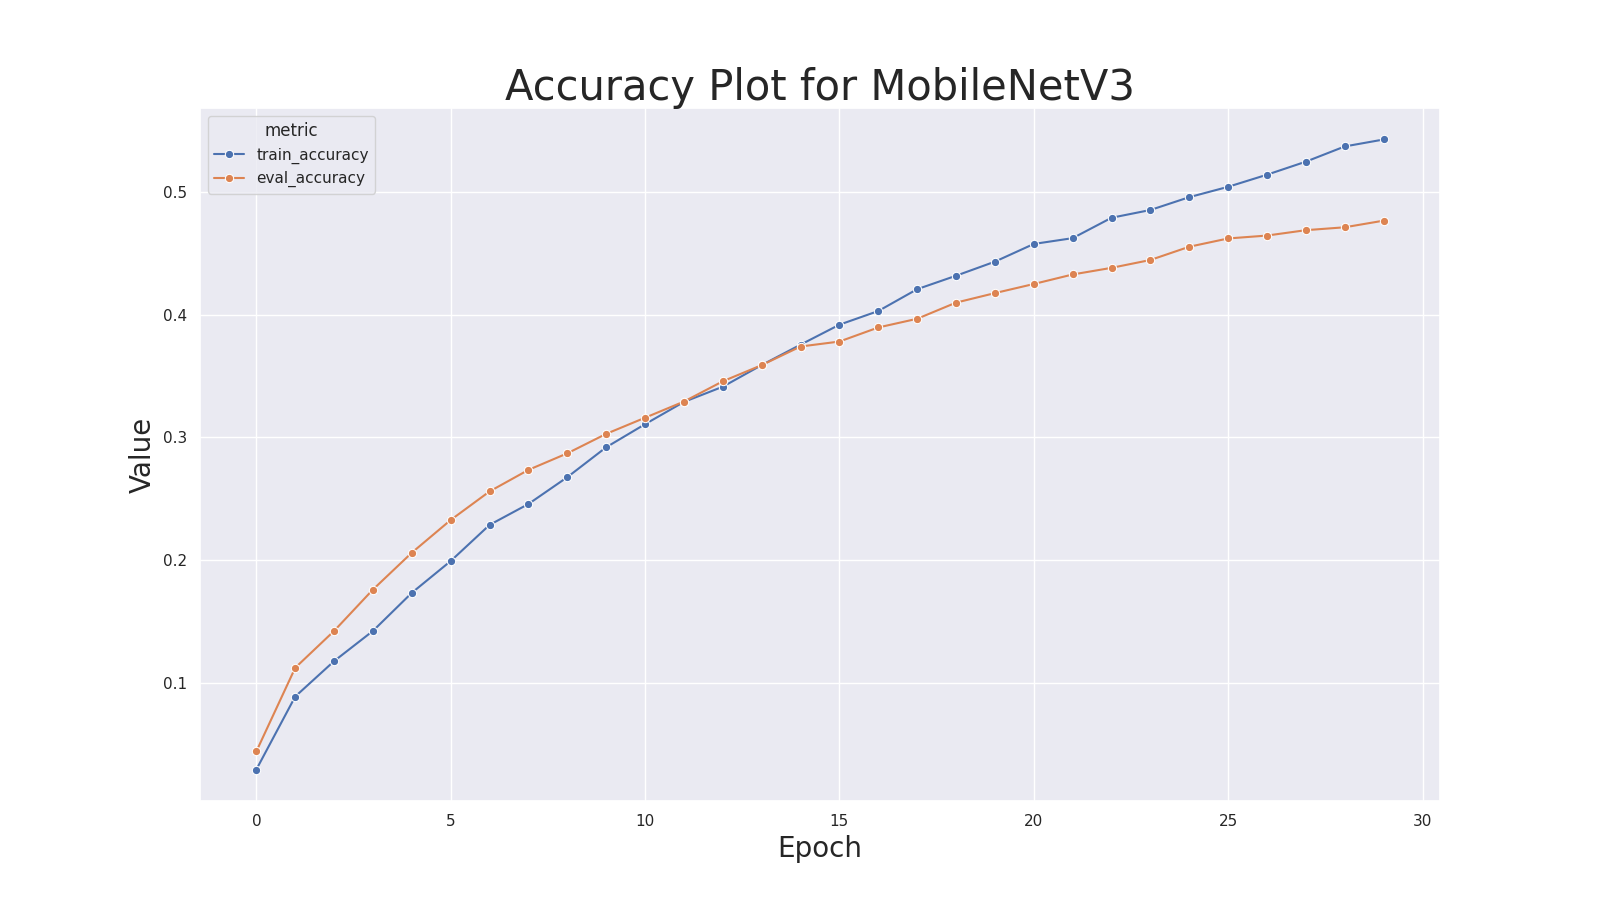 Accuracy Plot for MobileNetV3
metric
train_accuracy
eval_accuracy
0.5
0.4
0.3
0.2
0.1
Value
0 5 10 15 20 25 30
Epoch